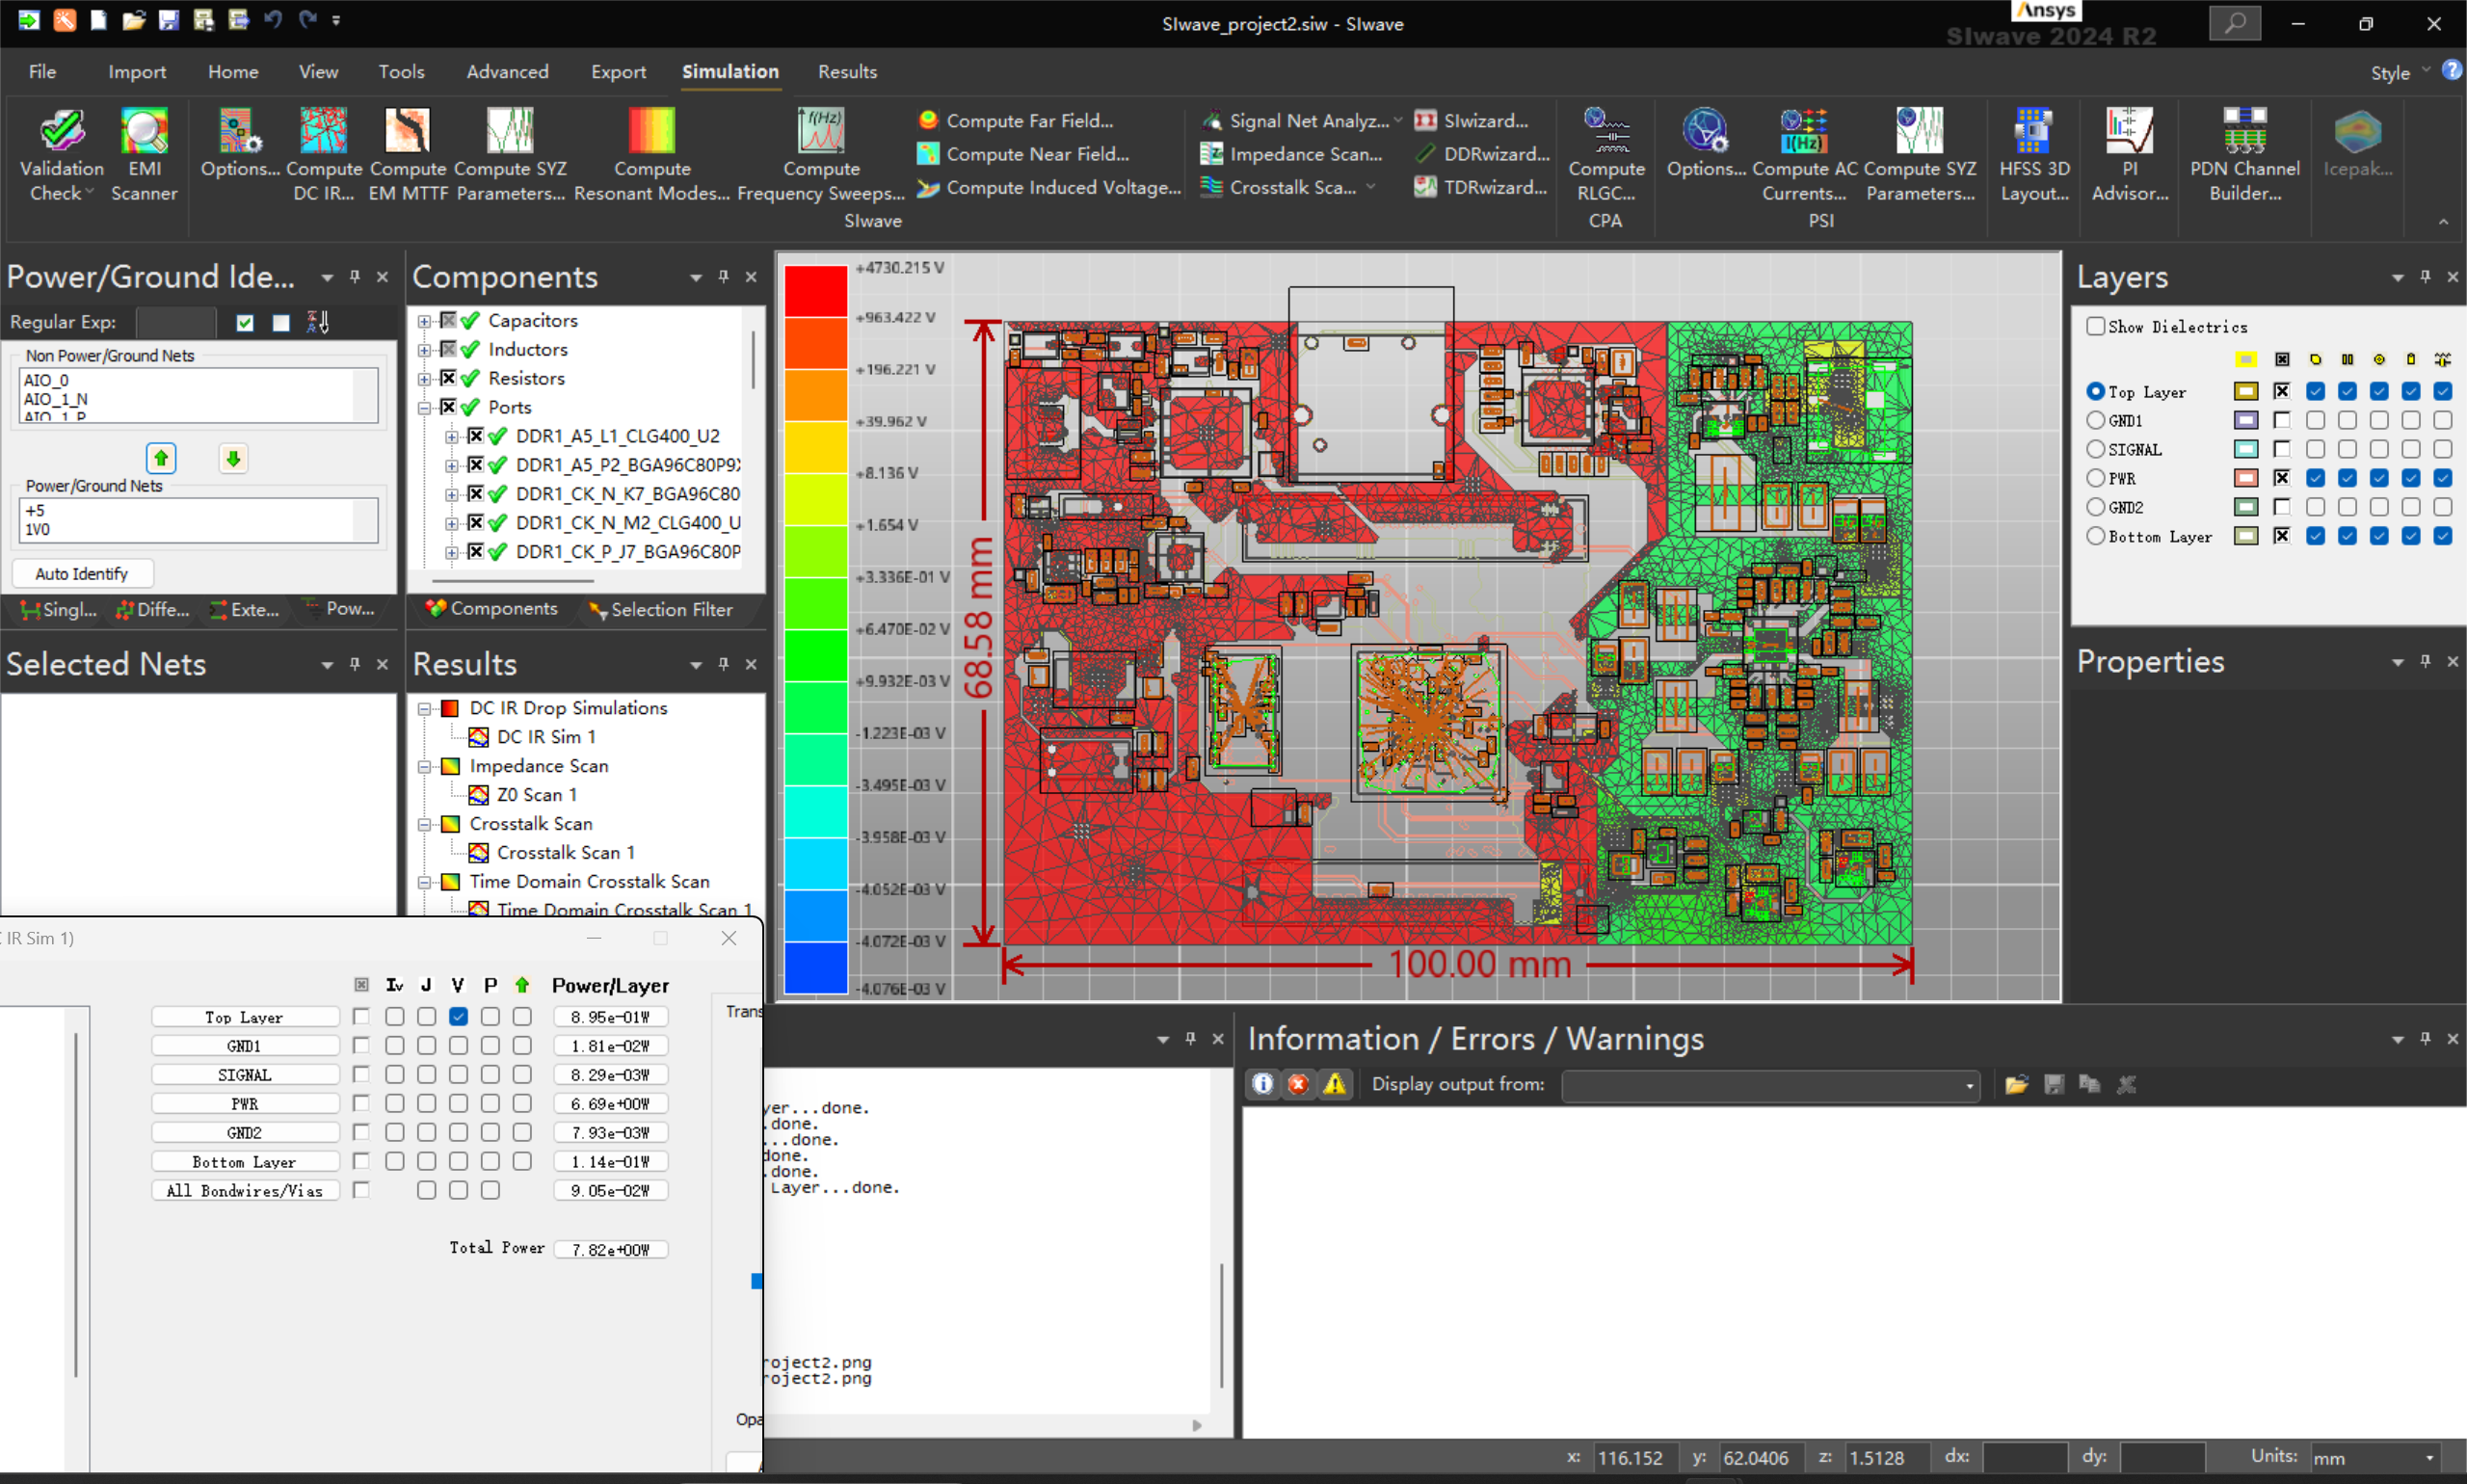 SIwave_project2.siw - SIwave
Ansys
SIwave 2024 R2
File
Import
Home
View
Tools
Advanced
Export
Simulation
Results
Style
Validation
Check
EMI
Scanner
Options...
Compute
DC IR...
Compute
EM MTTF
Compute SYZ
Parameters...
Compute
Resonant Modes...
f(Hz)
Compute
Frequency Sweeps...
Compute Far Field...
Compute Near Field...
Compute Induced Voltage...
Signal Net Analyz...
Impedance Scan...
Crosstalk Sca...
SIwizard...
DDRwizard...
TDRwizard...
SIwave
Compute
RLGC...
CPA
Options...
I(Hz)
Compute AC
Currents...
Compute SYZ
Parameters...
PSI
HFSS 3D
Layout...
PI
Advisor...
PDN Channel
Builder...
Icepak...
Power/Ground Ide...
Regular Exp:
Non Power/Ground Nets
AIO_0
AIO_1_N
AIO_1_P
Power/Ground Nets
+5
1V0
Auto Identify
Singl...
Diffe...
Exte...
Pow...
Components
Capacitors
Inductors
Resistors
Ports
DDR1_A5_L1_CLG400_U2
DDR1_A5_P2_BGA96C80P9
DDR1_CK_N_K7_BGA96C80
DDR1_CK_N_M2_CLG400_U
DDR1_CK_P_J7_BGA96C80P
Components
Selection Filter
Selected Nets
Results
DC IR Drop Simulations
DC IR Sim 1
Impedance Scan
Z0 Scan 1
Crosstalk Scan
Crosstalk Scan 1
Time Domain Crosstalk Scan
Time Domain Crosstalk Scan 1
+4730.215 V
+963.422 V
+196.221 V
+39.962 V
+8.136 V
+1.654 V
+3.336E-01 V
+6.470E-02 V
+9.932E-03 V
-1.223E-03 V
-3.495E-03 V
-3.958E-03 V
-4.052E-03 V
-4.072E-03 V
-4.076E-03 V
68.58 mm
100.00 mm
Layers
Show Dielectrics
Top Layer
GND1
SIGNAL
PWR
GND2
Bottom Layer
Properties
IR Sim 1)
Iv J V P Power/Layer
Top Layer 8.95e-01W
GND1 1.81e-02W
SIGNAL 8.29e-03W
PWR 6.69e+00W
GND2 7.93e-03W
Bottom Layer 1.14e-01W
All Bondwires/Vias 9.05e-02W
Total Power 7.82e+00W
Trans
Opa
yer...done.
.done.
...done.
done.
.done.
Layer...done.
roject2.png
roject2.png
Information / Errors / Warnings
Display output from:
x: 116.152 y: 62.0406 z: 1.5128 dx: dy: Units: mm